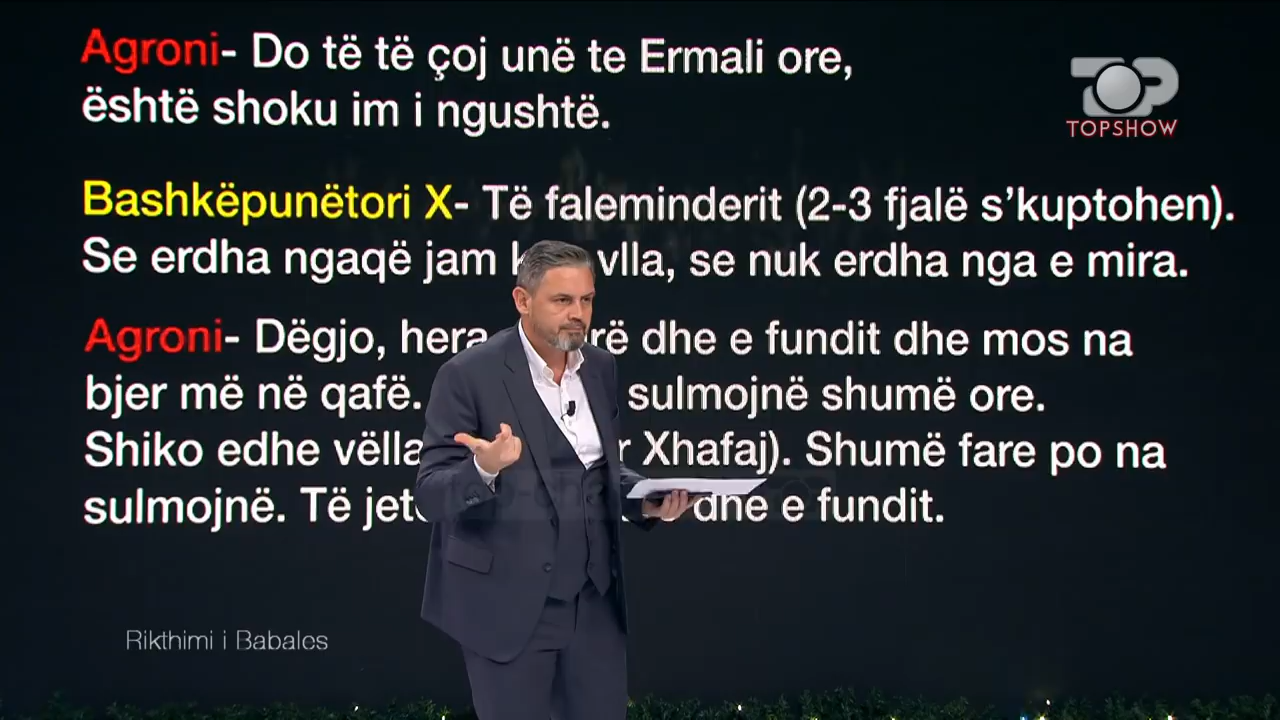 Agroni- Do të të çoj unë te Ermali ore,
është shoku im i ngushtë.
TOP
TOPSHOW
Bashkëpunëtori X- Të faleminderit (2-3 fjalë s'kuptohen).
Se erdha ngaqë jam vlla, se nuk erdha nga e mira.
Agroni- Dëgjo, hera dhe e fundit dhe mos na
bjer më në qafë. sulmojnë shumë ore.
Shiko edhe Xhafaj). Shumë fare po na
sulmojnë. Të dhe e fundit.
Rikthimi i Babales